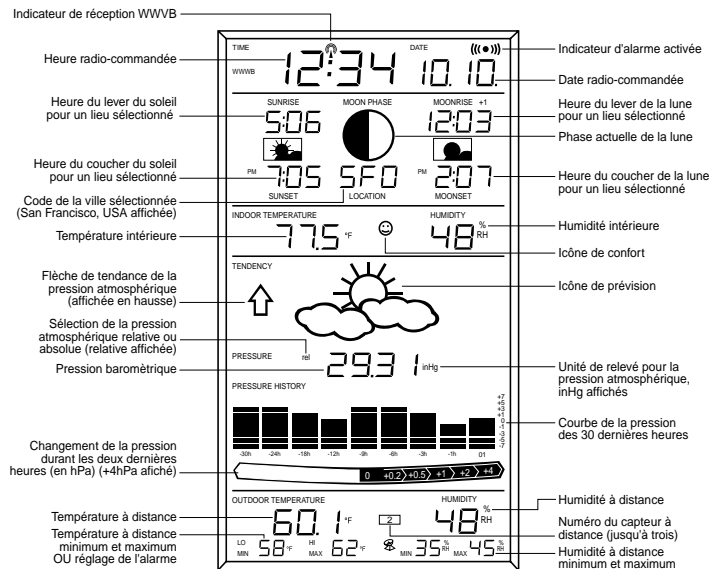 Indicateur de réception WWVB
Heure radio-commandée
Heure du lever du soleil
pour un lieu sélectionné
Heure du coucher du soleil
pour un lieu sélectionné
Code de la ville sélectionnée
(San Francisco, USA affichée)
Température intérieure
Flèche de tendance de la
pression atmosphérique
(affichée en hausse)
Sélection de la pression
atmosphérique relative ou
absolue (relative affichée)
Pression baromètrique
Changement de la pression
durant les deux dernières
heures (en hPa) (+4hPa afiché)
Température à distance
Température à distance
minimum et maximum
OU réglage de l'alarme
TIME
WWWB
12:34
DATE
10. 10.
SUNRISE
5:06
MOON PHASE
MOONRISE +1
12:03
PM 7:05
SUNSET
SFO
LOCATION
PM 2:07
MOONSET
INDOOR TEMPERATURE
77.5 °F
HUMIDITY
48 % RH
TENDENCY
PRESSURE
rel
29.31 inHg
PRESSURE HISTORY
+7
+5
+3
+1
0
-1
-3
-5
-7
-30h -24h -18h -12h -9h -6h -3h -1h 01
0 +0.2 +0.5 +1 +2 +4
OUTDOOR TEMPERATURE
60.1 °F
2
HUMIDITY
48 % RH
LO MIN 58 °F HI MAX 62 °F
MIN 35 % RH MAX 45 % RH
Indicateur d'alarme activée
Date radio-commandée
Heure du lever de la lune
pour un lieu sélectionné
Phase actuelle de la lune
Heure du coucher de la lune
pour un lieu sélectionné
Humidité intérieure
Icône de confort
Icône de prévision
Unité de relevé pour la
pression atmosphérique,
inHg affichés
Courbe de la pression
des 30 dernières heures
Humidité à distance
Numéro du capteur à
distance (jusqu'à trois)
Humidité à distance
minimum et maximum